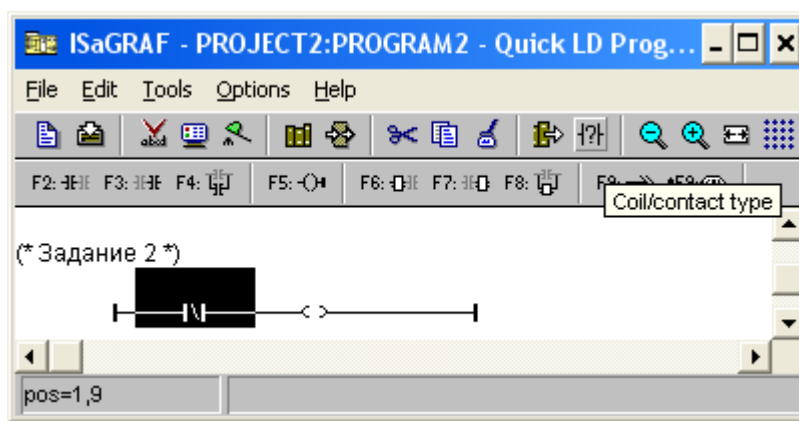 ISaGRAF - PROJECT2:PROGRAM2 - Quick LD Prog...
File Edit Tools Options Help
F2: F3: F4: F5: F6: F7: F8: F9:
Coil/contact type
(* Задание 2 *)
pos=1,9